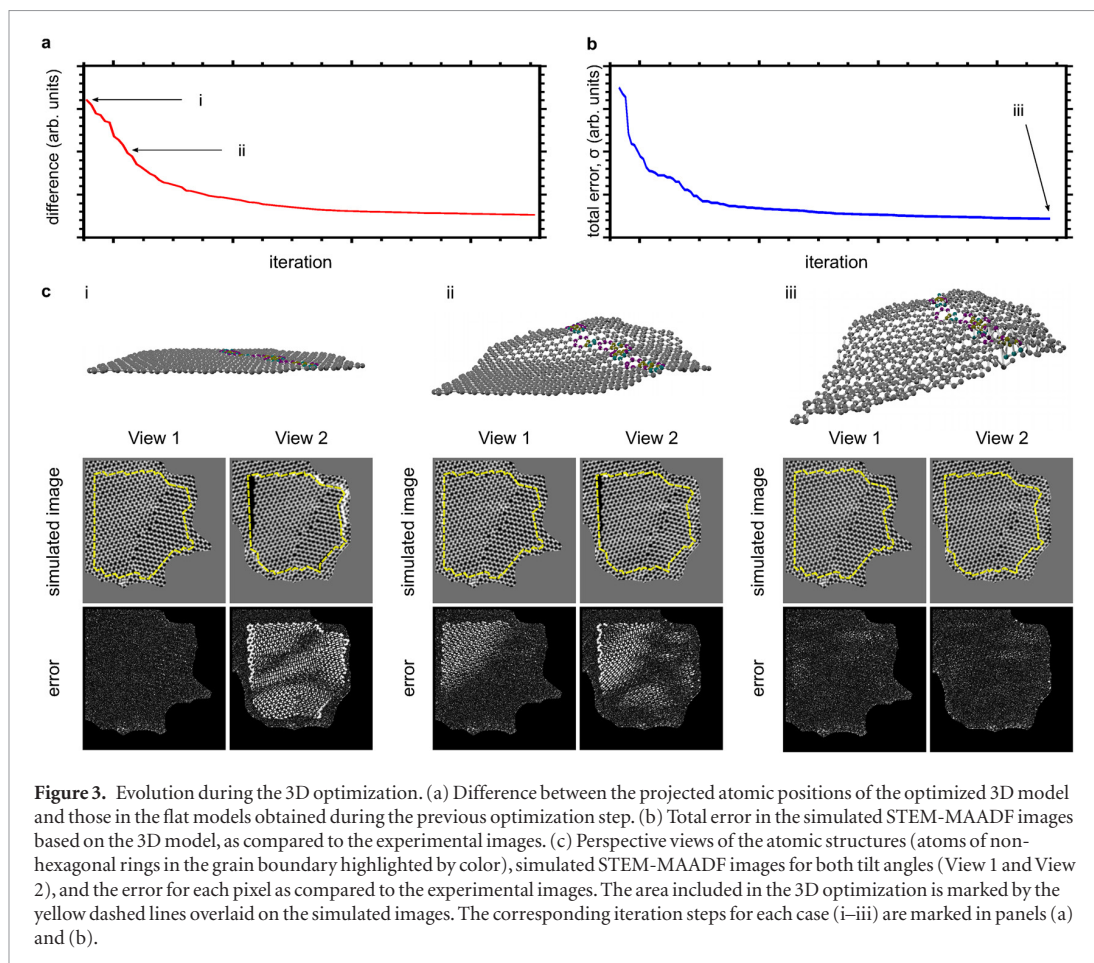 a
b
difference (arb. units)
i
ii
iteration
total error, σ (arb. units)
iii
iteration
c
i
ii
iii
View 1
View 2
View 1
View 2
View 1
View 2
simulated image
simulated image
simulated image
error
error
error
Figure 3. Evolution during the 3D optimization. (a) Difference between the projected atomic positions of the optimized 3D model
and those in the flat models obtained during the previous optimization step. (b) Total error in the simulated STEM-MAADF images
based on the 3D model, as compared to the experimental images. (c) Perspective views of the atomic structures (atoms of non-
hexagonal rings in the grain boundary highlighted by color), simulated STEM-MAADF images for both tilt angles (View 1 and View
2), and the error for each pixel as compared to the experimental images. The area included in the 3D optimization is marked by the
yellow dashed lines overlaid on the simulated images. The corresponding iteration steps for each case (i–iii) are marked in panels (a)
and (b).